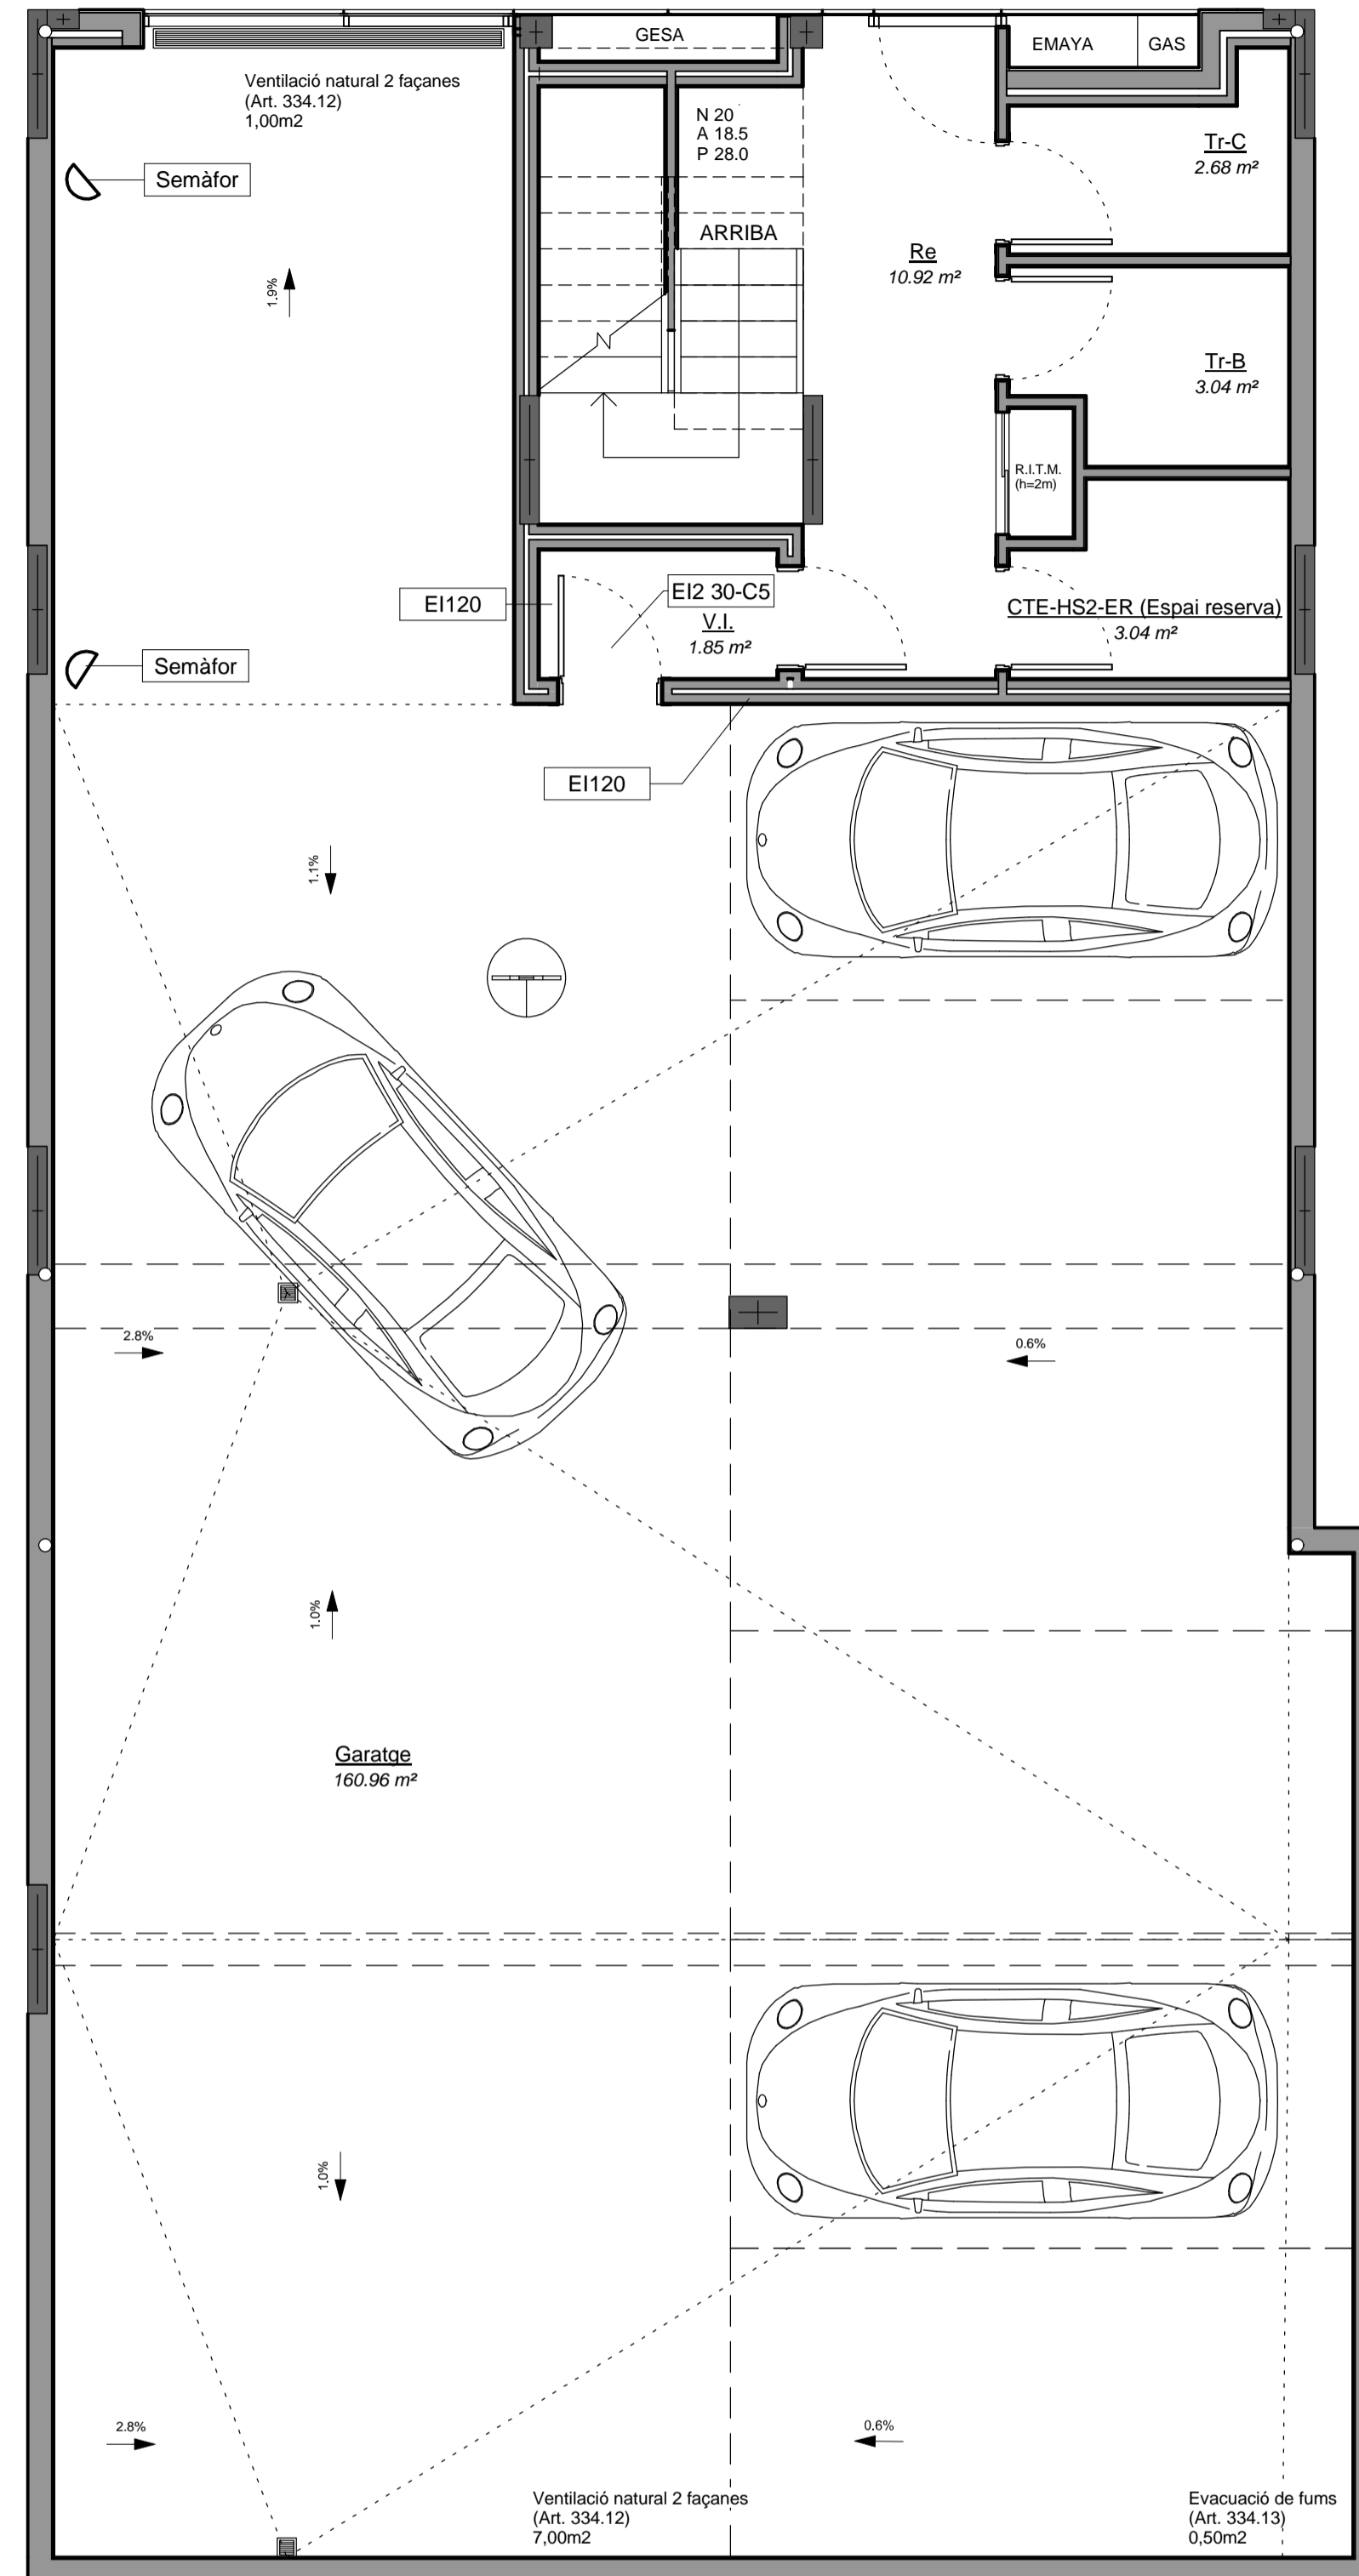 GESA
EMAYA
GAS
Ventilació natural 2 façanes
(Art. 334.12)
1,00m2
N 20
A 18.5
P 28.0
Tr-C
2.68 m²
Semàfor
ARRIBA
Re
10.92 m²
1.9%
Tr-B
3.04 m²
R.I.T.M.
(h=2m)
EI120
EI2 30-C5
V.I.
1.85 m²
CTE-HS2-ER (Espai reserva)
3.04 m²
Semàfor
EI120
1.1%
2.8%
0.6%
1.0%
Garatge
160.96 m²
1.0%
2.8%
0.6%
Ventilació natural 2 façanes
(Art. 334.12)
7,00m2
Evacuació de fums
(Art. 334.13)
0,50m2